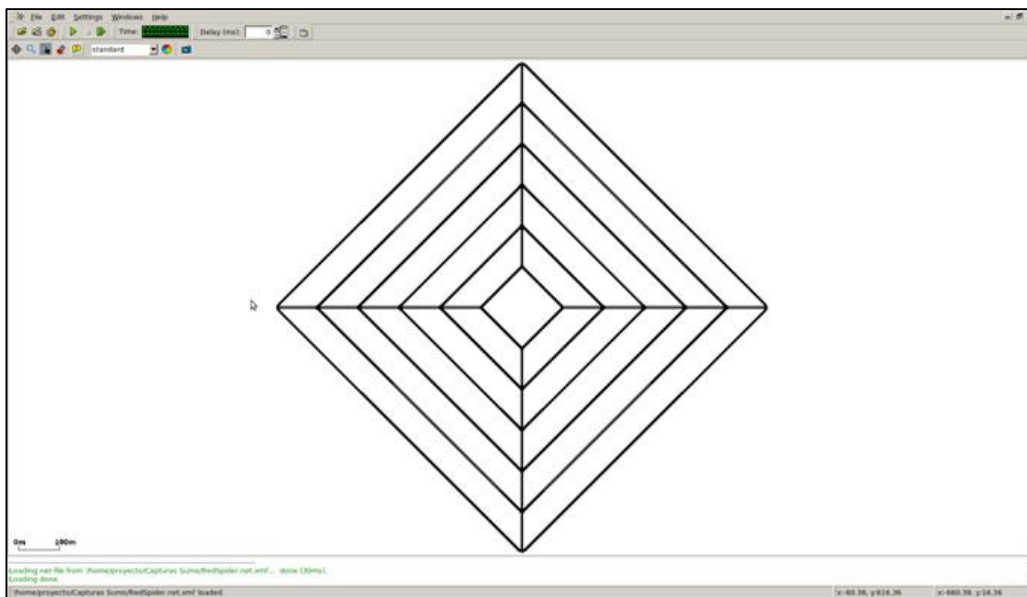 File Edit Settings Windows Help
Time: Delay (ms): 0
standard
0m 100m
Loading net-file from '/home/proyecto/Capturas Sumo/RedSpider.net.xml'... done (30ms).
Loading done.
'/home/proyecto/Capturas Sumo/RedSpider.net.xml' loaded.